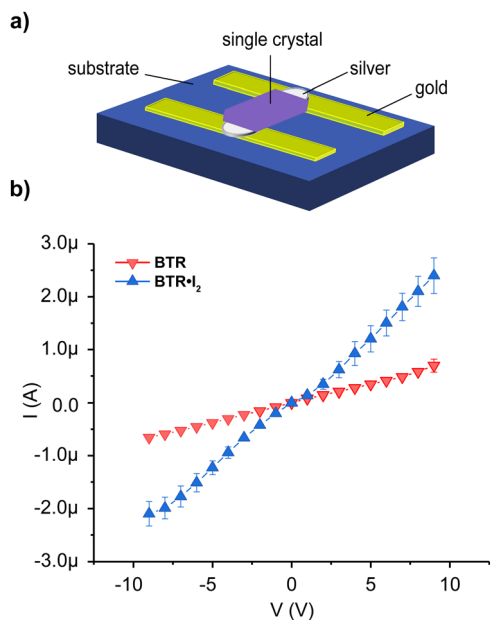 a)
single crystal
substrate
silver
gold
b)
3.0µ
2.0µ
1.0µ
0.0
-1.0µ
-2.0µ
-3.0µ
I (A)
BTR
BTR•I₂
-10
-5
0
5
10
V (V)